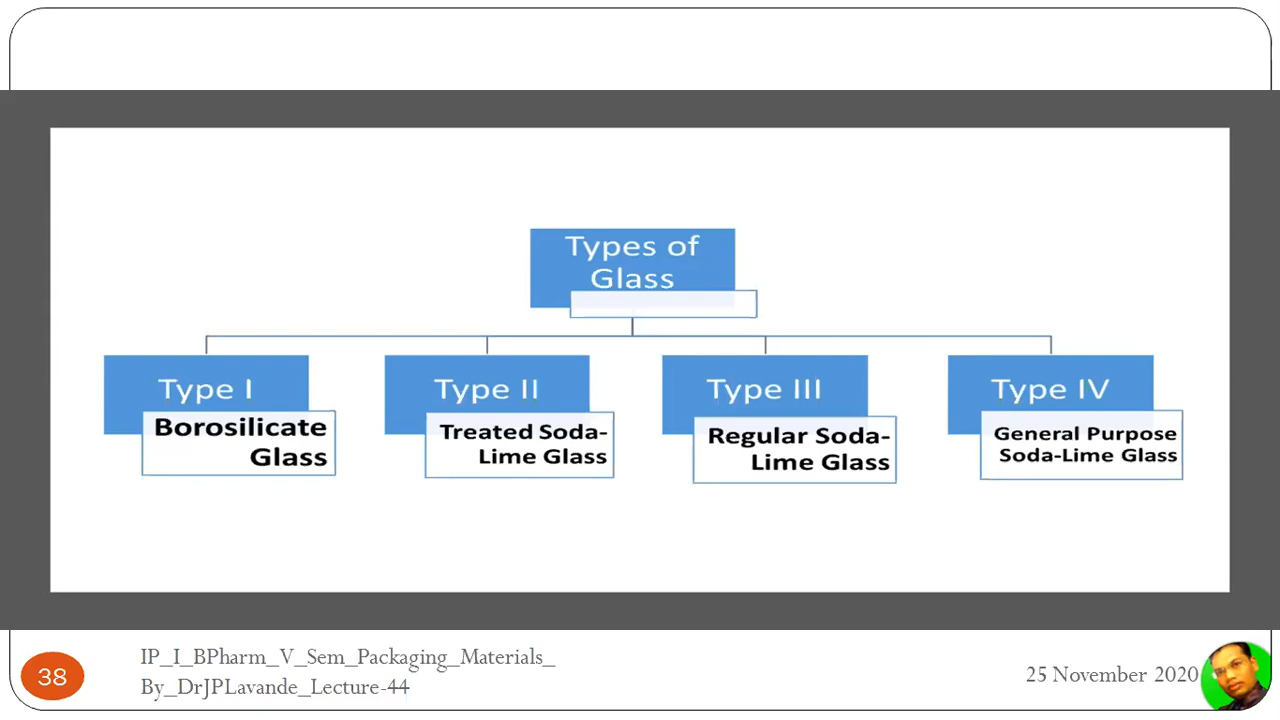 Types of
Glass
Type I
Borosilicate
Glass
Type II
Treated Soda-
Lime Glass
Type III
Regular Soda-
Lime Glass
Type IV
General Purpose
Soda-Lime Glass
38
IP_I_BPharm_V_Sem_Packaging_Materials_
By_DrJPLavande_Lecture-44
25 November 2020